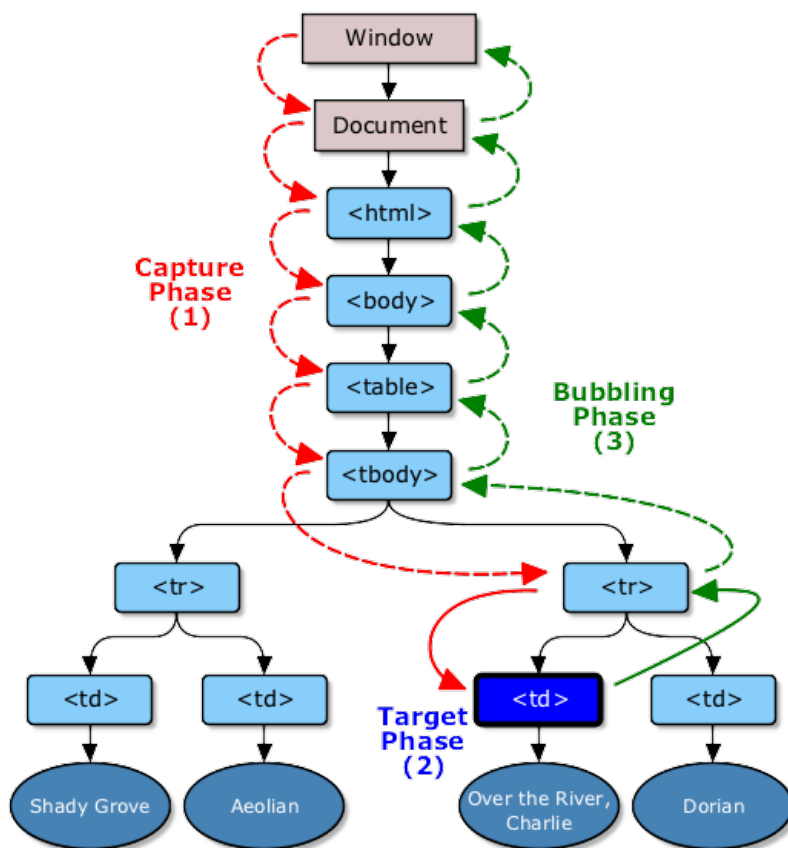 Window
Document
<html>
Capture
Phase
(1)
<body>
<table>
Bubbling
Phase
(3)
<tbody>
<tr>
<tr>
<td>
<td>
<td>
<td>
Target
Phase
(2)
Shady Grove
Aeolian
Over the River,
Charlie
Dorian